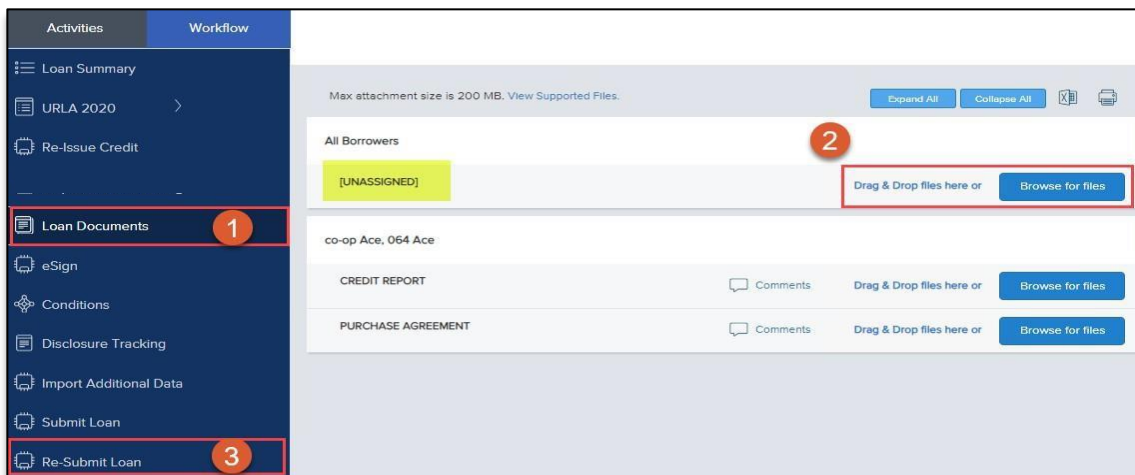 Activities
Workflow
Loan Summary
URLA 2020
Re-Issue Credit
Loan Documents
1
eSign
Conditions
Disclosure Tracking
Import Additional Data
Submit Loan
Re-Submit Loan
3
Max attachment size is 200 MB. View Supported Files.
Expand All
Collapse All
All Borrowers
2
[UNASSIGNED]
Drag & Drop files here or
Browse for files
co-op Ace, 064 Ace
CREDIT REPORT
Comments
Drag & Drop files here or
Browse for files
PURCHASE AGREEMENT
Comments
Drag & Drop files here or
Browse for files